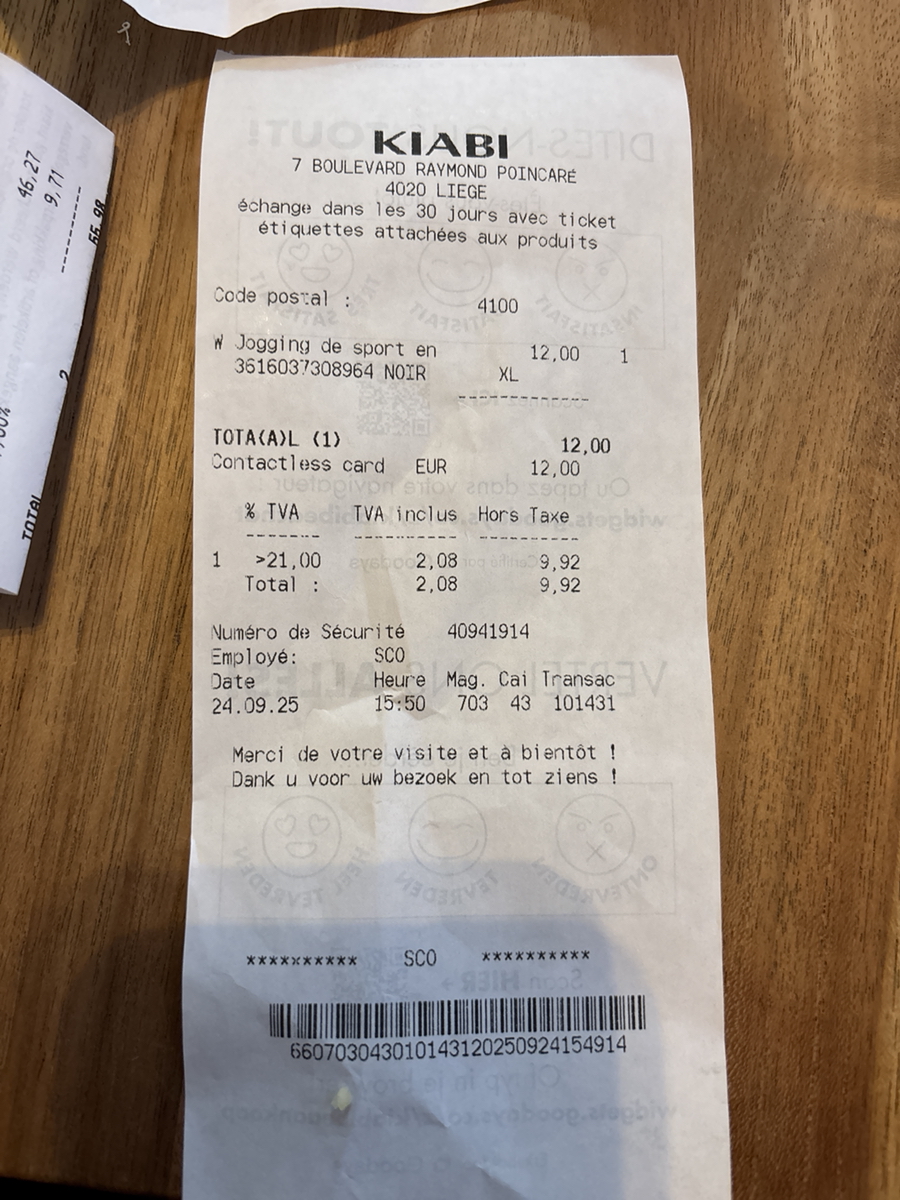 KIABI
7 BOULEVARD RAYMOND POINCARÉ
4020 LIEGE
échange dans les 30 jours avec ticket
étiquettes attachées aux produits
Code postal : 4100
W Jogging de sport en 12,00 1
3616037308964 NOIR XL
-------------
TOTA(A)L (1) 12,00
Contactless card EUR 12,00
% TVA TVA inclus Hors Taxe
------- ---------- ----------
1 >21,00 2,08 9,92
Total : 2,08 9,92
Numéro de Sécurité 40941914
Employé: SCO
Date Heure Mag. Cai Transac
24.09.25 15:50 703 43 101431
Merci de votre visite et à bientôt !
Dank u voor uw bezoek en tot ziens !
********** SCO **********
660703043010143120250924154914
46,27
9,71
--------
TOTAL
2